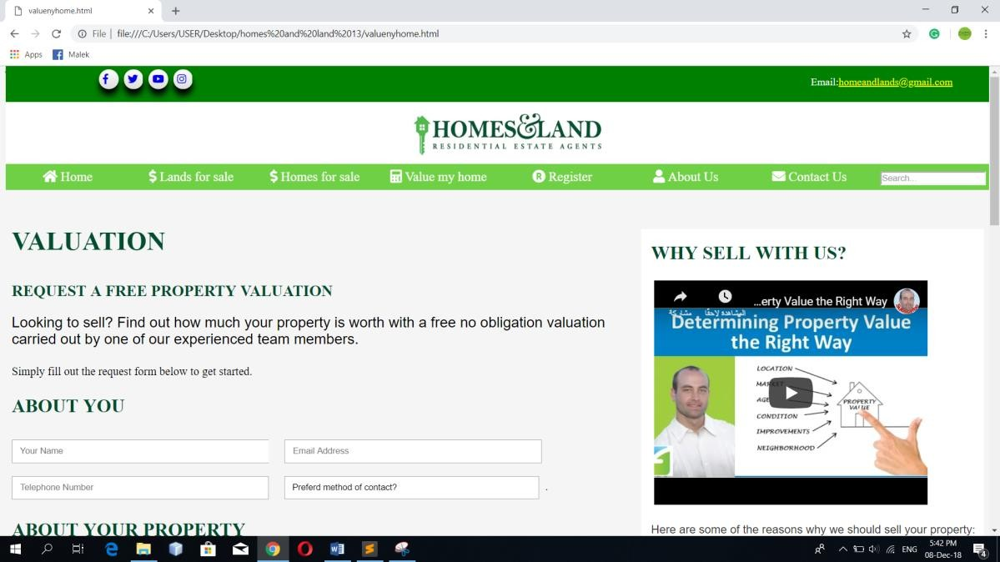 valuenyhome.html
File | file:///C:/Users/USER/Desktop/homes%20and%20land%2013/valuenyhome.html
Apps Malek
Email:homeandlands@gmail.com
HOMES&LAND
RESIDENTIAL ESTATE AGENTS
Home $ Lands for sale $ Homes for sale Value my home R Register About Us Contact Us Search...
VALUATION
REQUEST A FREE PROPERTY VALUATION
Looking to sell? Find out how much your property is worth with a free no obligation valuation
carried out by one of our experienced team members.
Simply fill out the request form below to get started.
ABOUT YOU
Your Name Email Address
Telephone Number Preferd method of contact? .
ABOUT YOUR PROPERTY
WHY SELL WITH US?
...erty Value the Right Way
المشاهدة لاحقًا مشاركة
Determining Property Value
the Right Way
LOCATION
AGE
CONDITION
IMPROVEMENTS
NEIGHBORHOOD
PROPERTY
VALUE
Here are some of the reasons why we should sell your property:
ENG
5:42 PM
08-Dec-18
4